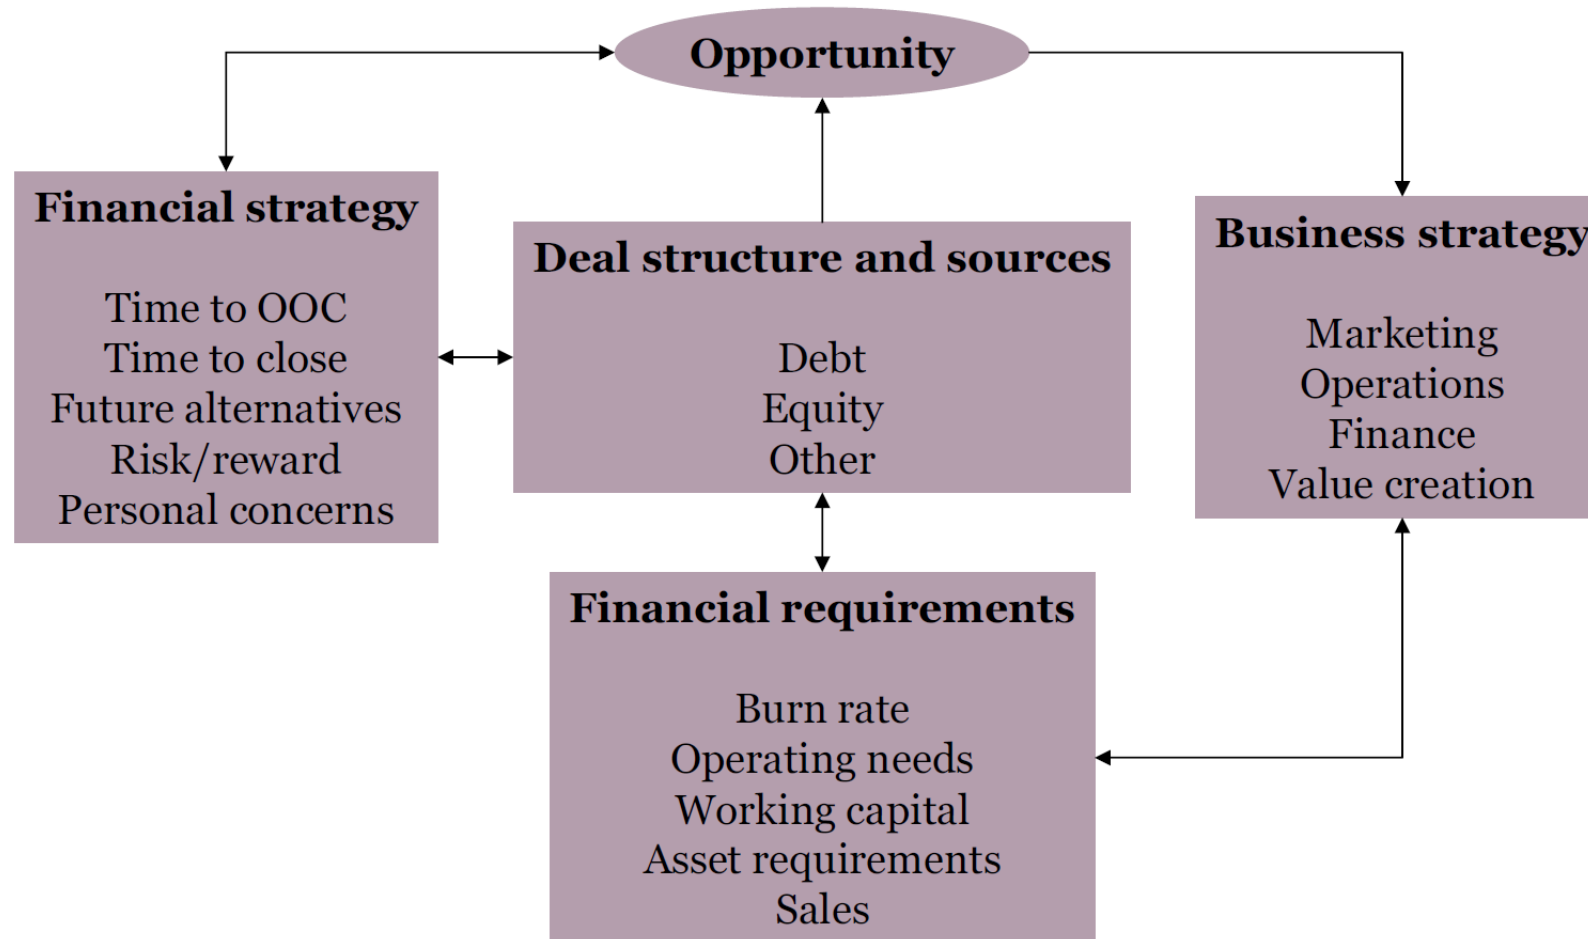 Opportunity
Financial strategy
Time to OOC
Time to close
Future alternatives
Risk/reward
Personal concerns
Deal structure and sources
Debt
Equity
Other
Business strategy
Marketing
Operations
Finance
Value creation
Financial requirements
Burn rate
Operating needs
Working capital
Asset requirements
Sales